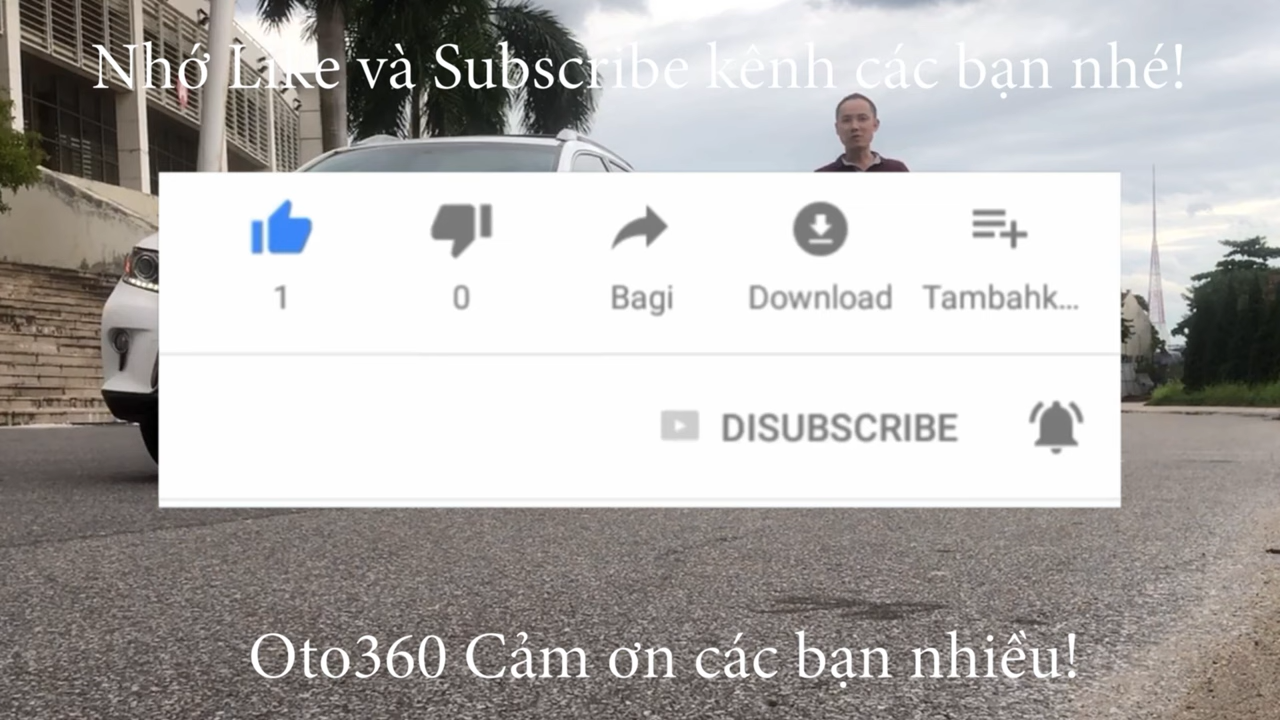 Nhớ Like và Subscribe kênh các bạn nhé!
1 0 Bagi Download Tambahk...
DISUBSCRIBE
Oto360 Cảm ơn các bạn nhiều!